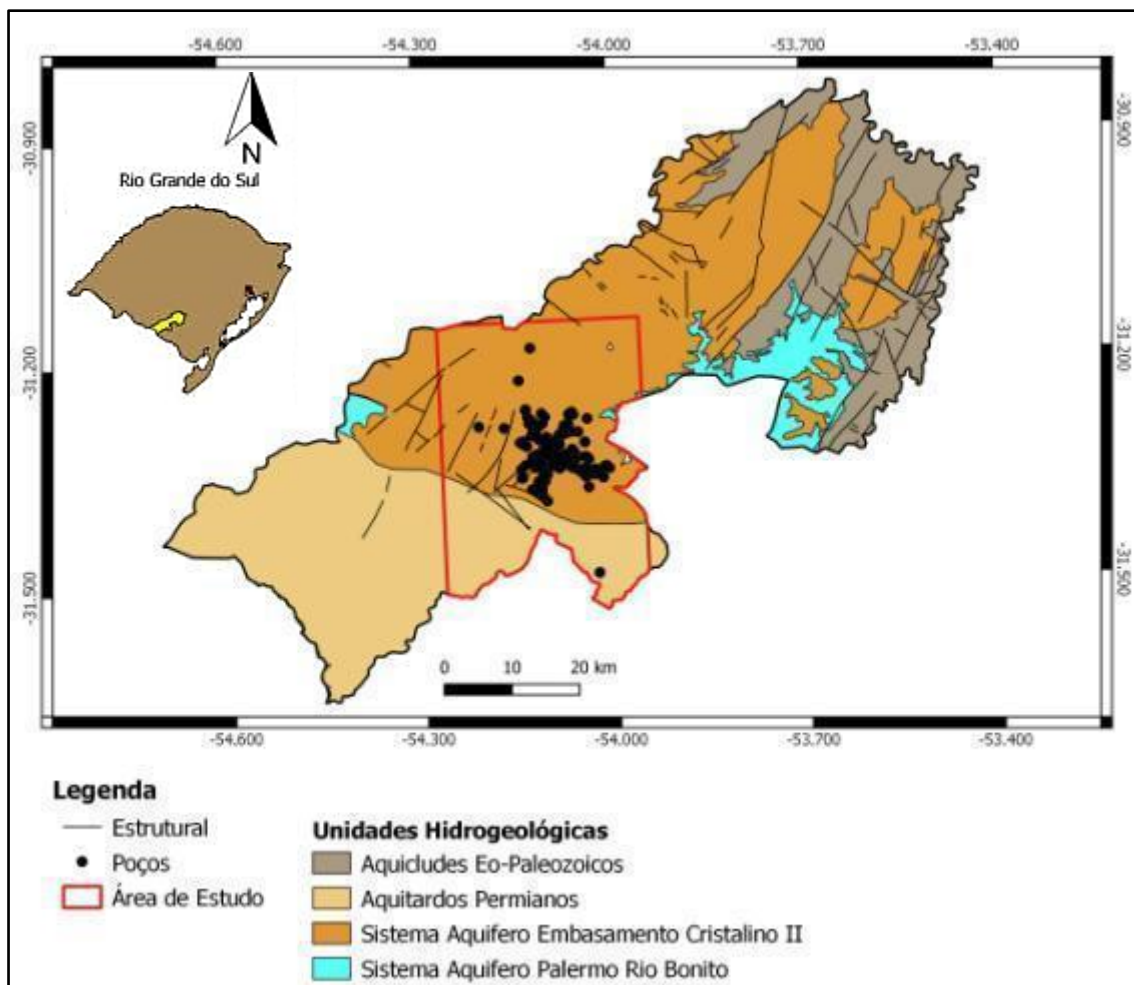 -54.600 -54.300 -54.000 -53.700 -53.400
-30.900
-30.900
N
Rio Grande do Sul
-31.200
-31.200
-31.500
-31.500
0 10 20 km
-54.600 -54.300 -54.000 -53.700 -53.400
Legenda
Estrutural
Poços
Área de Estudo
Unidades Hidrogeológicas
Aquicludes Eo-Paleozoicos
Aquitardos Permianos
Sistema Aquifero Embasamento Cristalino II
Sistema Aquifero Palermo Rio Bonito